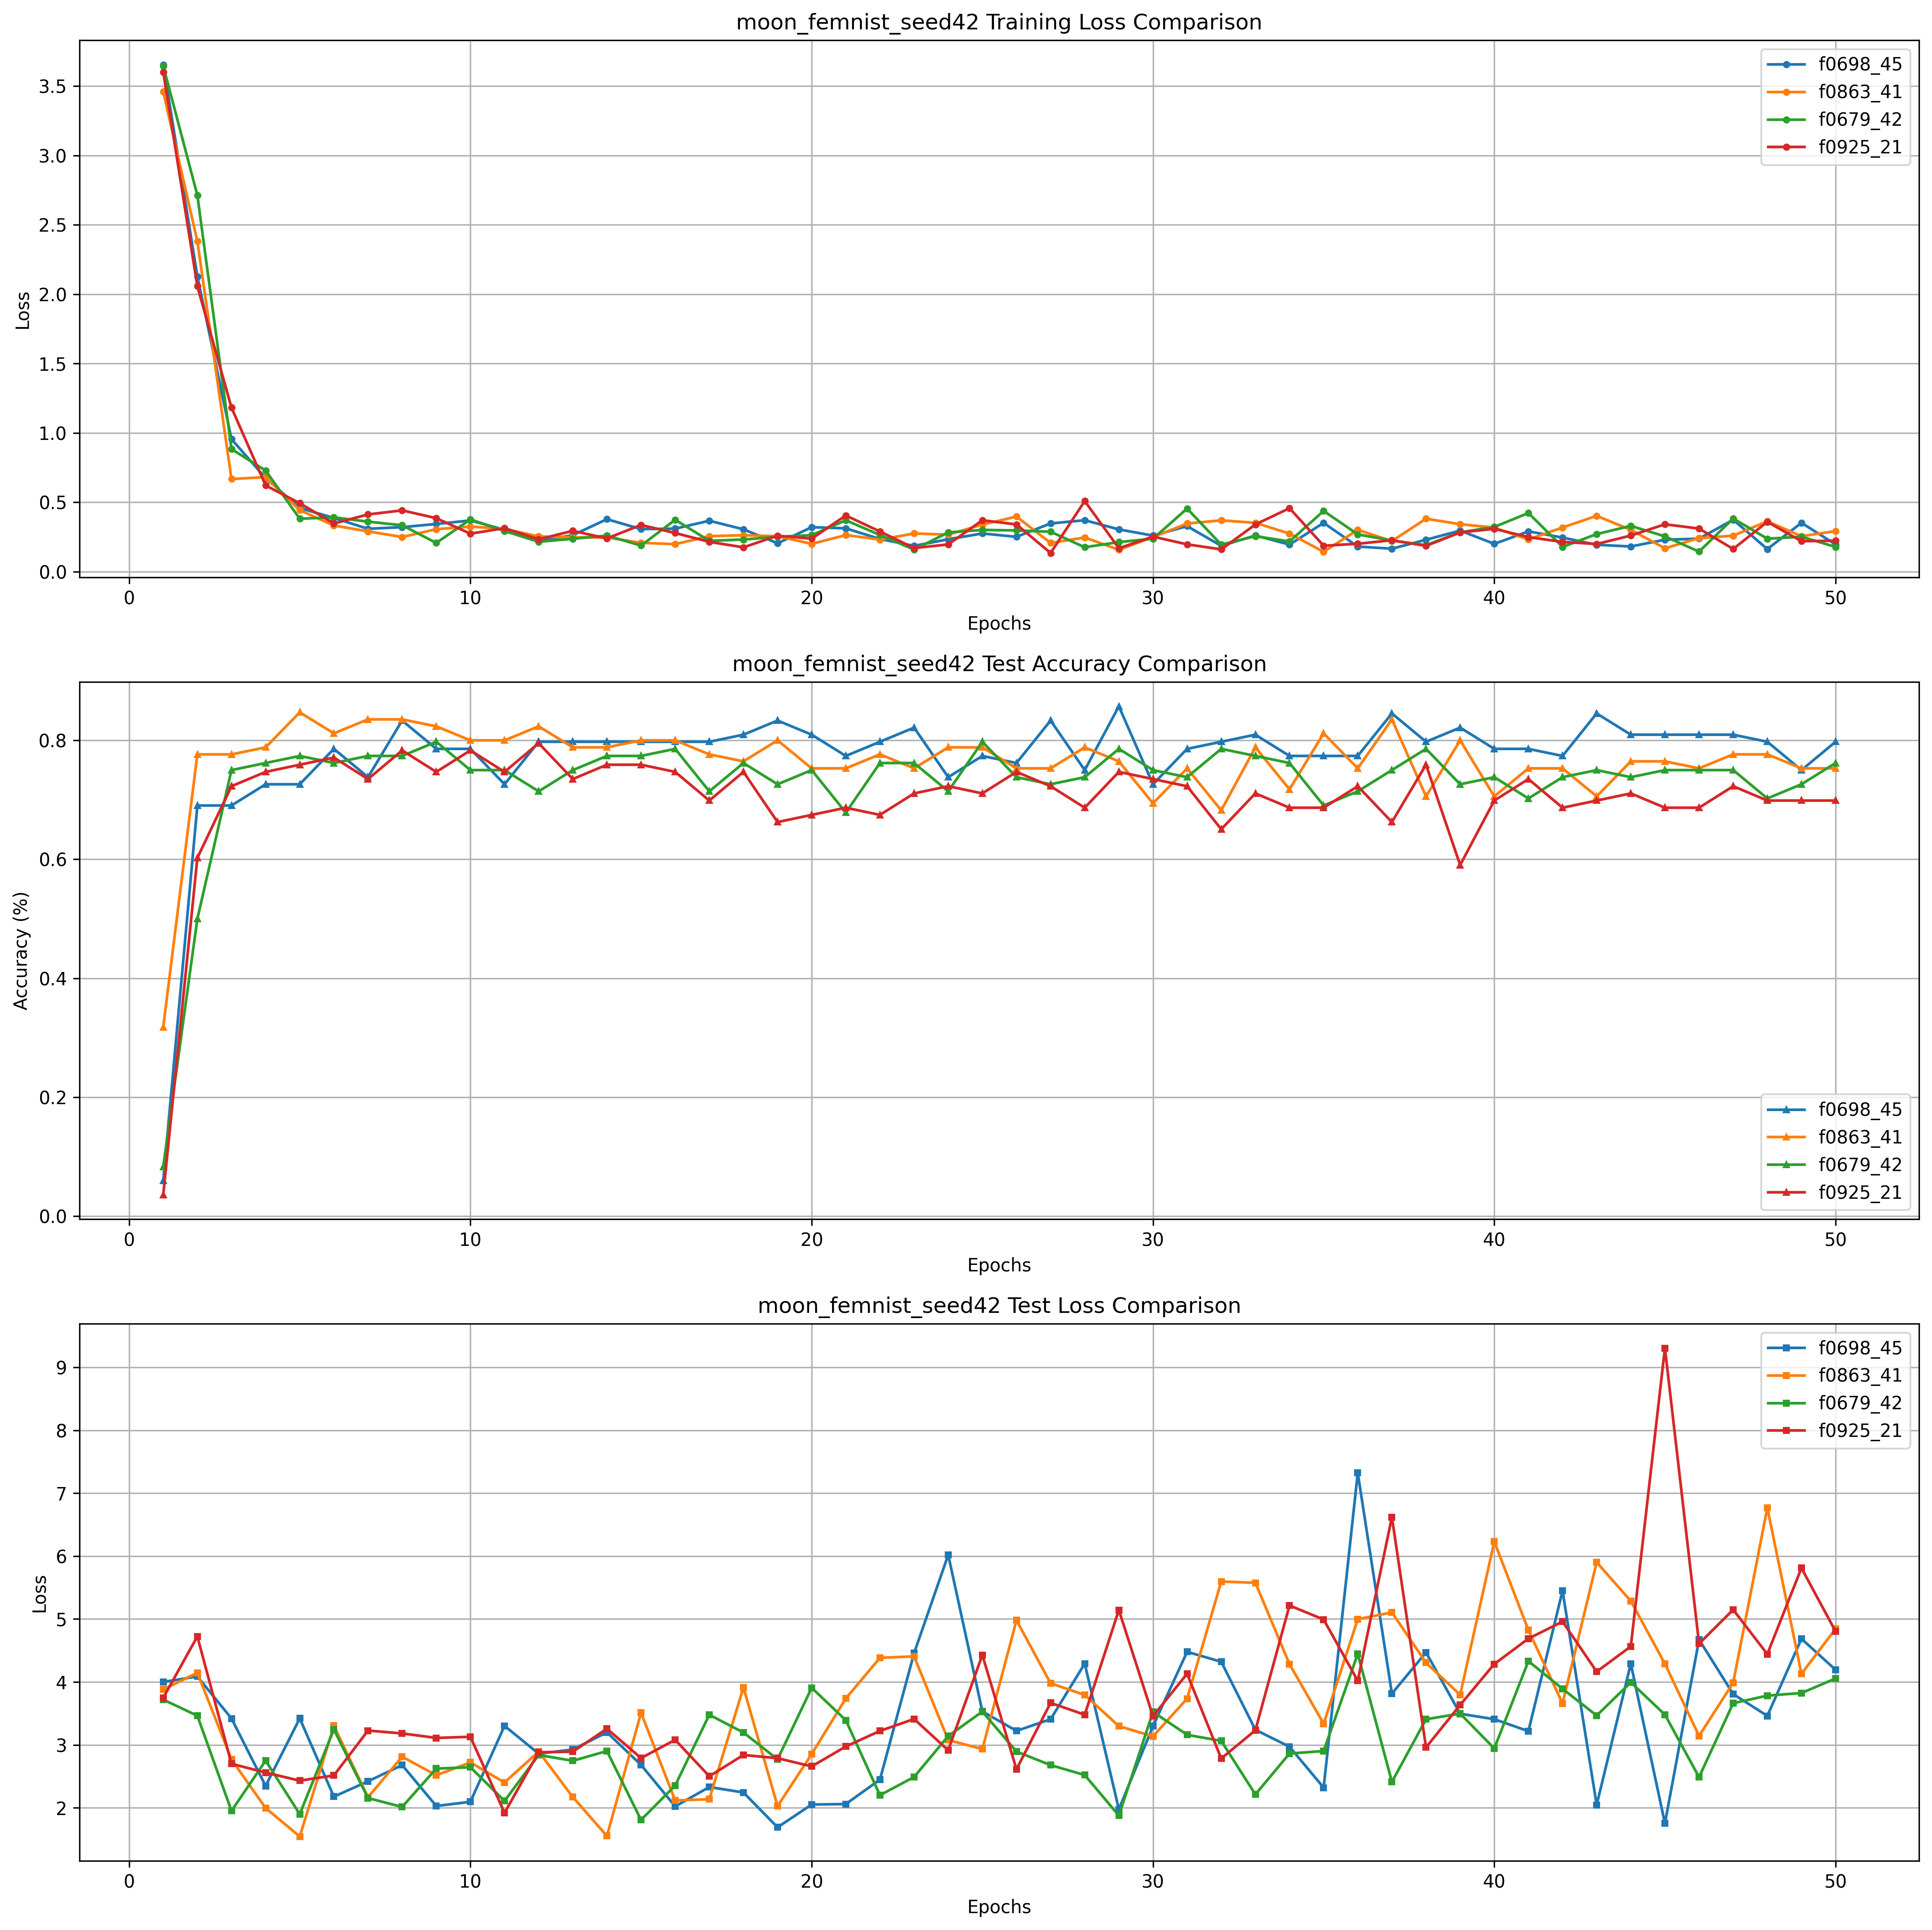 moon_femnist_seed42 Training Loss Comparison
Loss
3.5
3.0
2.5
2.0
1.5
1.0
0.5
0.0
f0698_45
f0863_41
f0679_42
f0925_21
0 10 20 30 40 50
Epochs
moon_femnist_seed42 Test Accuracy Comparison
Accuracy (%)
0.8
0.6
0.4
0.2
0.0
f0698_45
f0863_41
f0679_42
f0925_21
0 10 20 30 40 50
Epochs
moon_femnist_seed42 Test Loss Comparison
Loss
9
8
7
6
5
4
3
2
f0698_45
f0863_41
f0679_42
f0925_21
0 10 20 30 40 50
Epochs